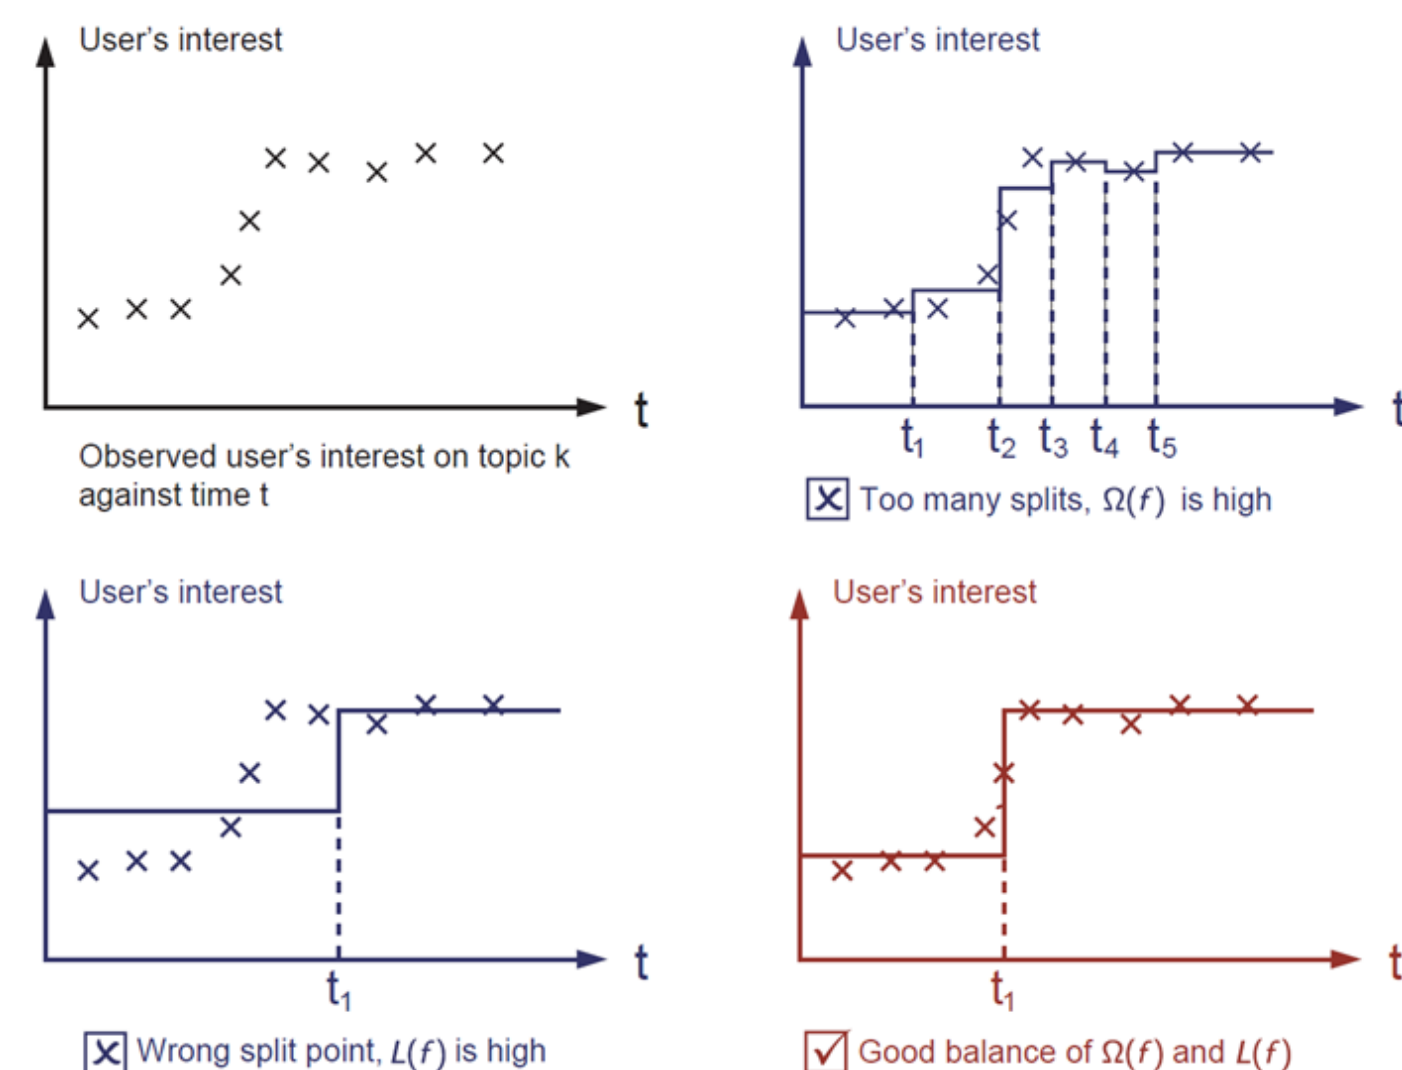 User's interest
t
Observed user's interest on topic k
against time t
User's interest
t
t₁ t₂ t₃ t₄ t₅
Too many splits, Ω(f) is high
User's interest
t
t₁
Wrong split point, L(f) is high
User's interest
t
t₁
Good balance of Ω(f) and L(f)